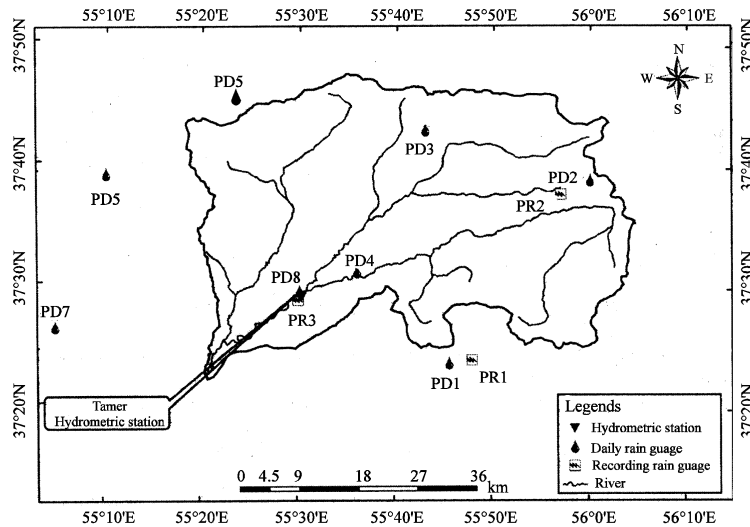 55°10'E 55°20'E 55°30'E 55°40'E 55°50'E 56°0'E 56°10'E
37°50'N 37°50'N
N
W E
S
PD5
PD3
37°40'N 37°40'N
PD5
PD2
PR2
PD4
PD8
37°30'N 37°30'N
PD7
PR3
PD1 PR1
Tamer
Hydrometric station
37°20'N 37°20'N
Legends
Hydrometric station
Daily rain guage
Recording rain guage
River
0 4.5 9 18 27 36
km
55°10'E 55°20'E 55°30'E 55°40'E 55°50'E 56°0'E 56°10'E